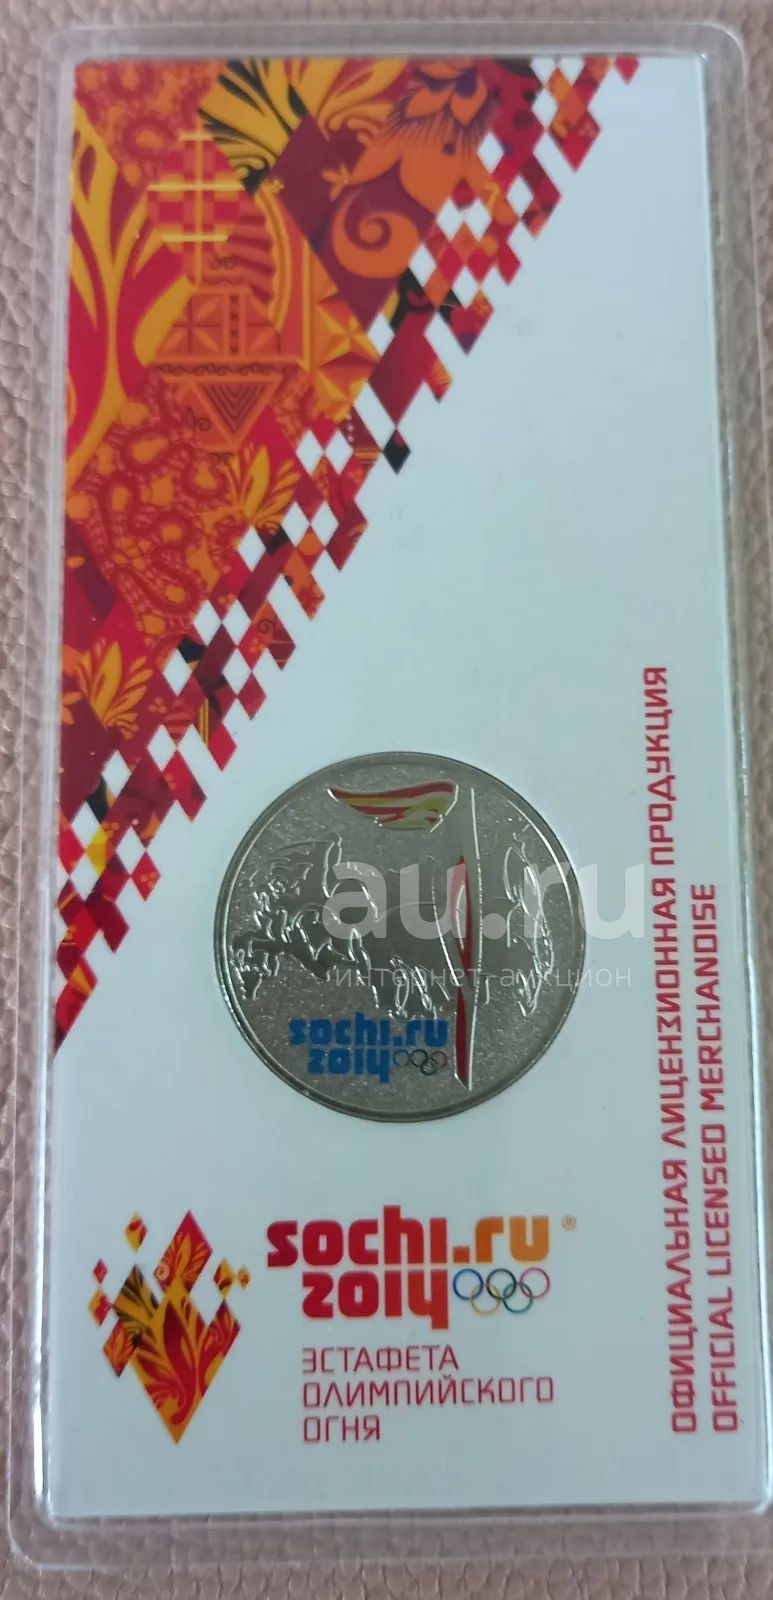 au.ru
интернет-аукцион
sochi.ru
2014
sochi.ru®
2014
ЭСТАФЕТА
ОЛИМПИЙСКОГО
ОГНЯ
ОФИЦИАЛЬНАЯ ЛИЦЕНЗИОННАЯ ПРОДУКЦИЯ
OFFICIAL LICENSED MERCHANDISE